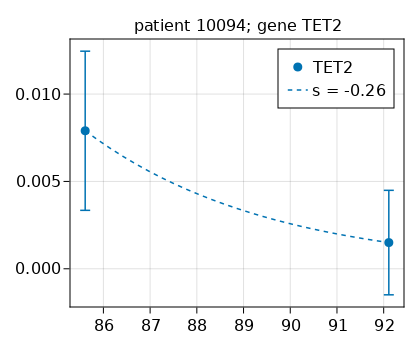 patient 10094; gene TET2
TET2
s = -0.26
0.010
0.005
0.000
86 87 88 89 90 91 92